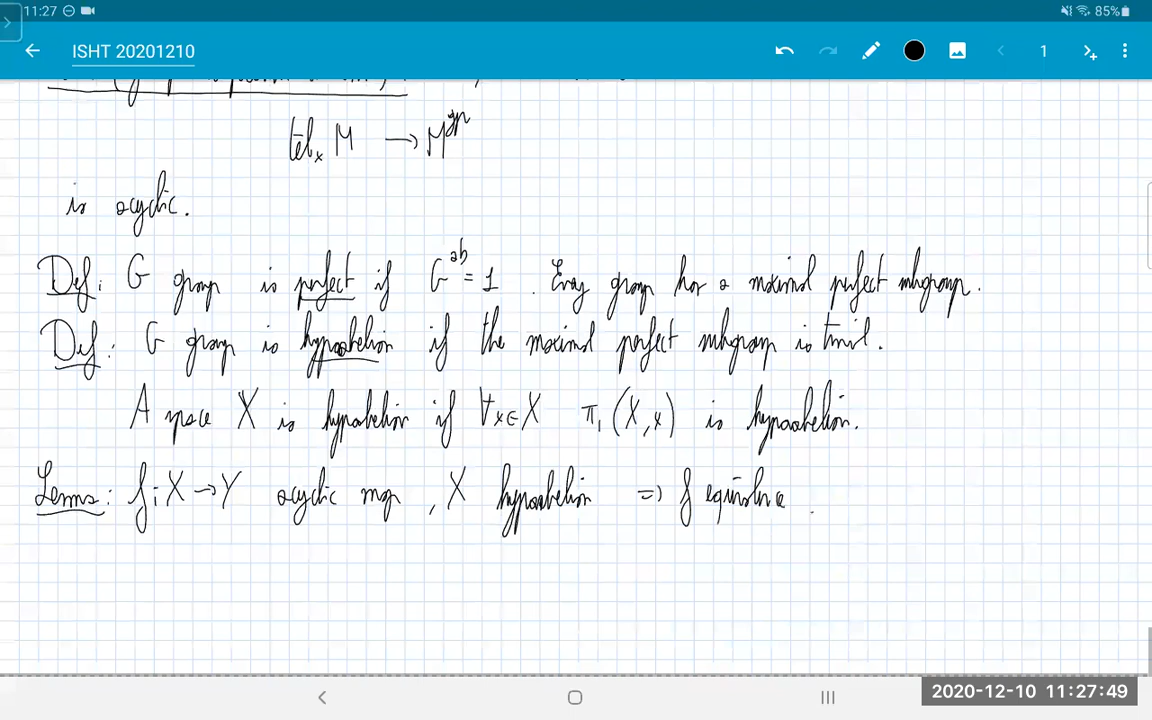 11:27
85%
ISHT 20201210
1
tel_x M → M^gp
is acyclic.
Def: G group is perfect if G^ab = 1. Every group has a maximal perfect subgroup.
Def: G group is hypoabelian if the maximal perfect subgroup is trivial.
A space X is hypoabelian if ∀x∈X π₁(X,x) is hypoabelian.
Lemma: f: X → Y acyclic map, X hypoabelian ⇒ f equivalence.
2020-12-10 11:27:49